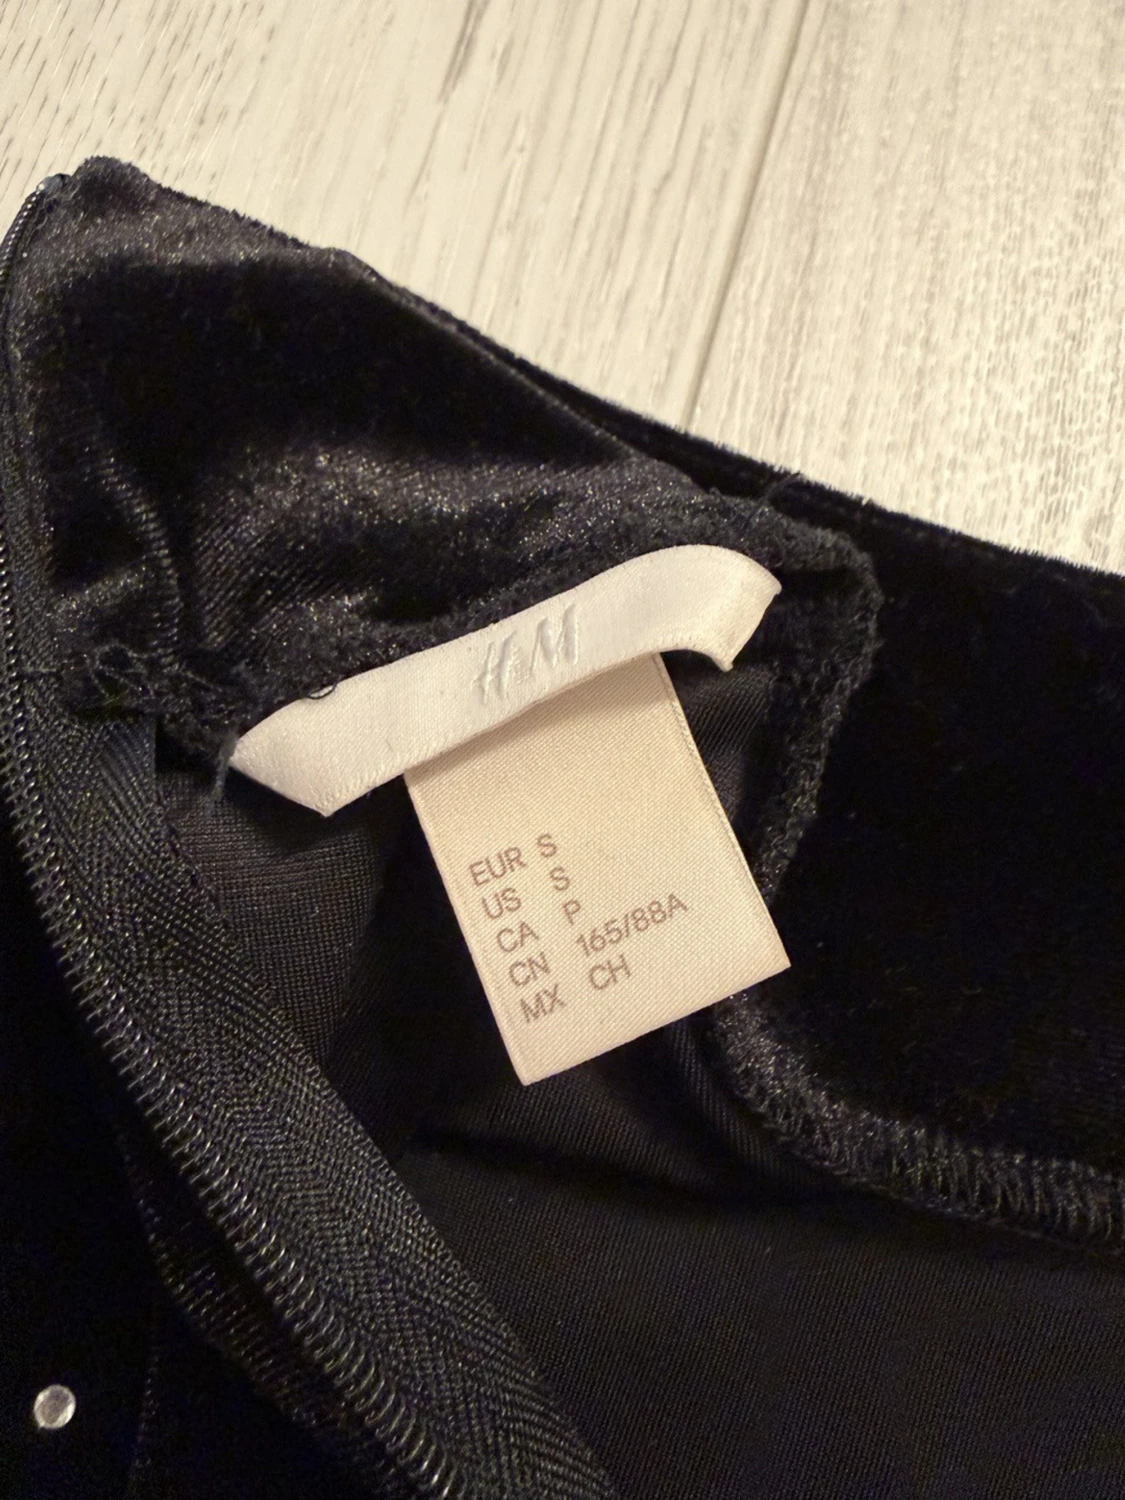 H&M
EUR S
US S
CA P
CN 165/88A
MX CH